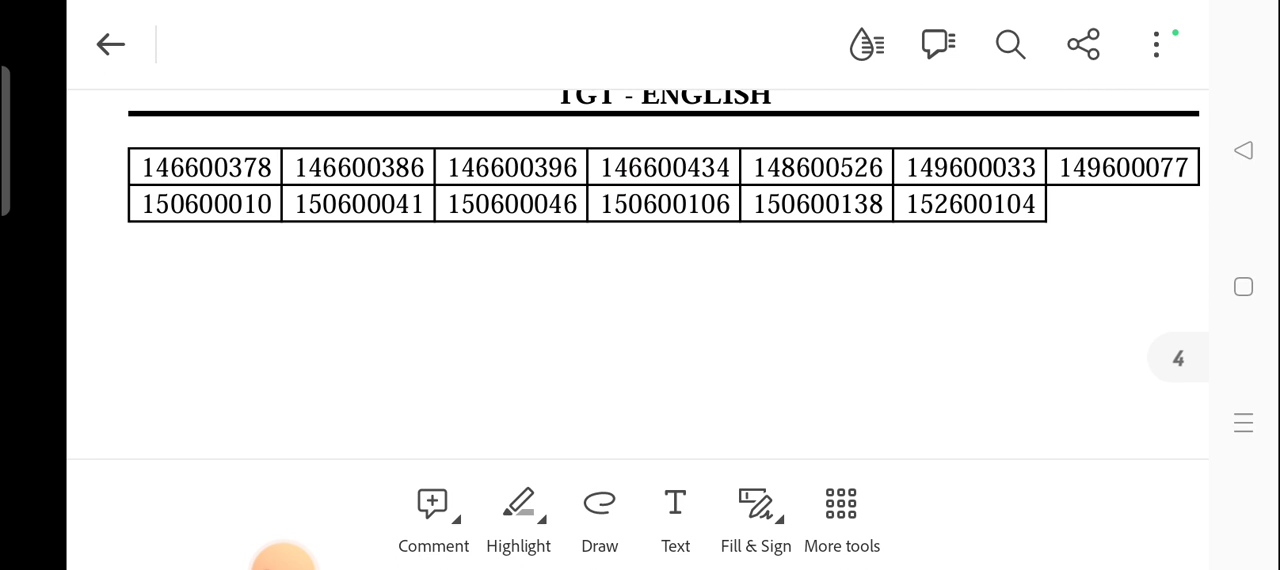 TGT - ENGLISH
146600378 146600386 146600396 146600434 148600526 149600033 149600077
150600010 150600041 150600046 150600106 150600138 152600104
4
Comment Highlight Draw Text Fill & Sign More tools